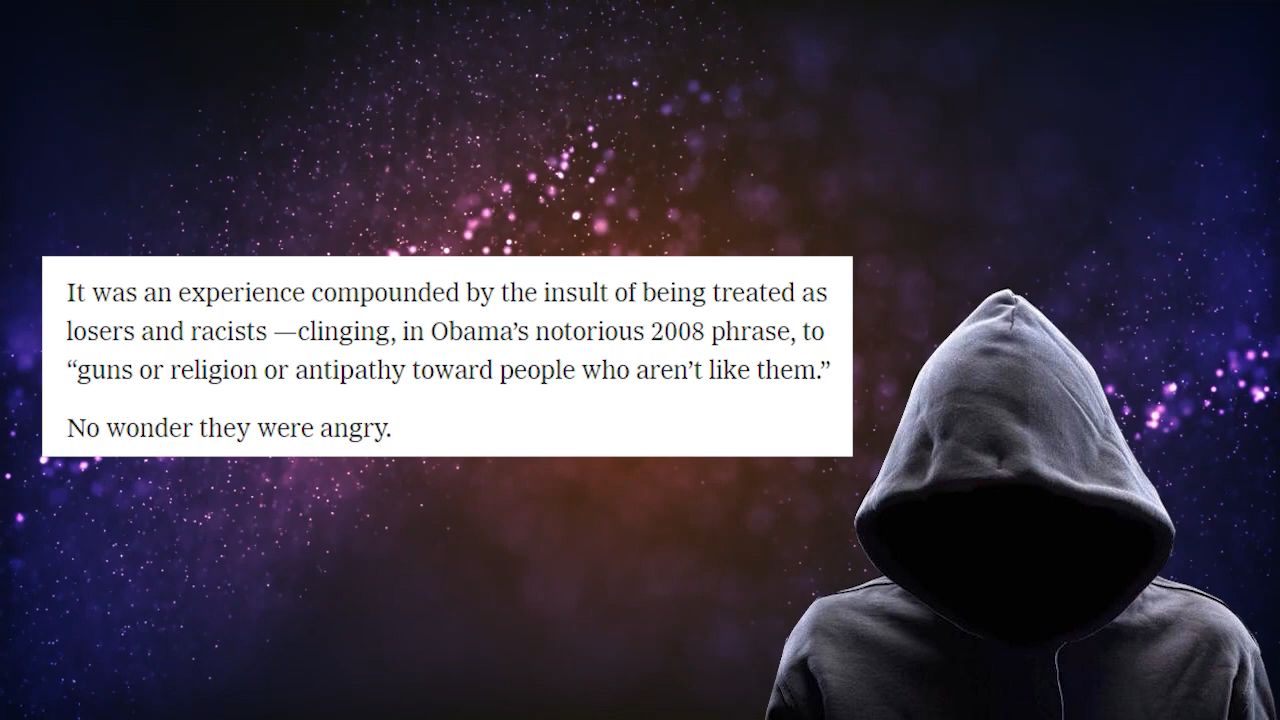 It was an experience compounded by the insult of being treated as
losers and racists —clinging, in Obama’s notorious 2008 phrase, to
“guns or religion or antipathy toward people who aren’t like them.”
No wonder they were angry.